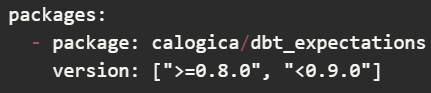 packages:
  - package: calogica/dbt_expectations
    version: [">=0.8.0", "<0.9.0"]